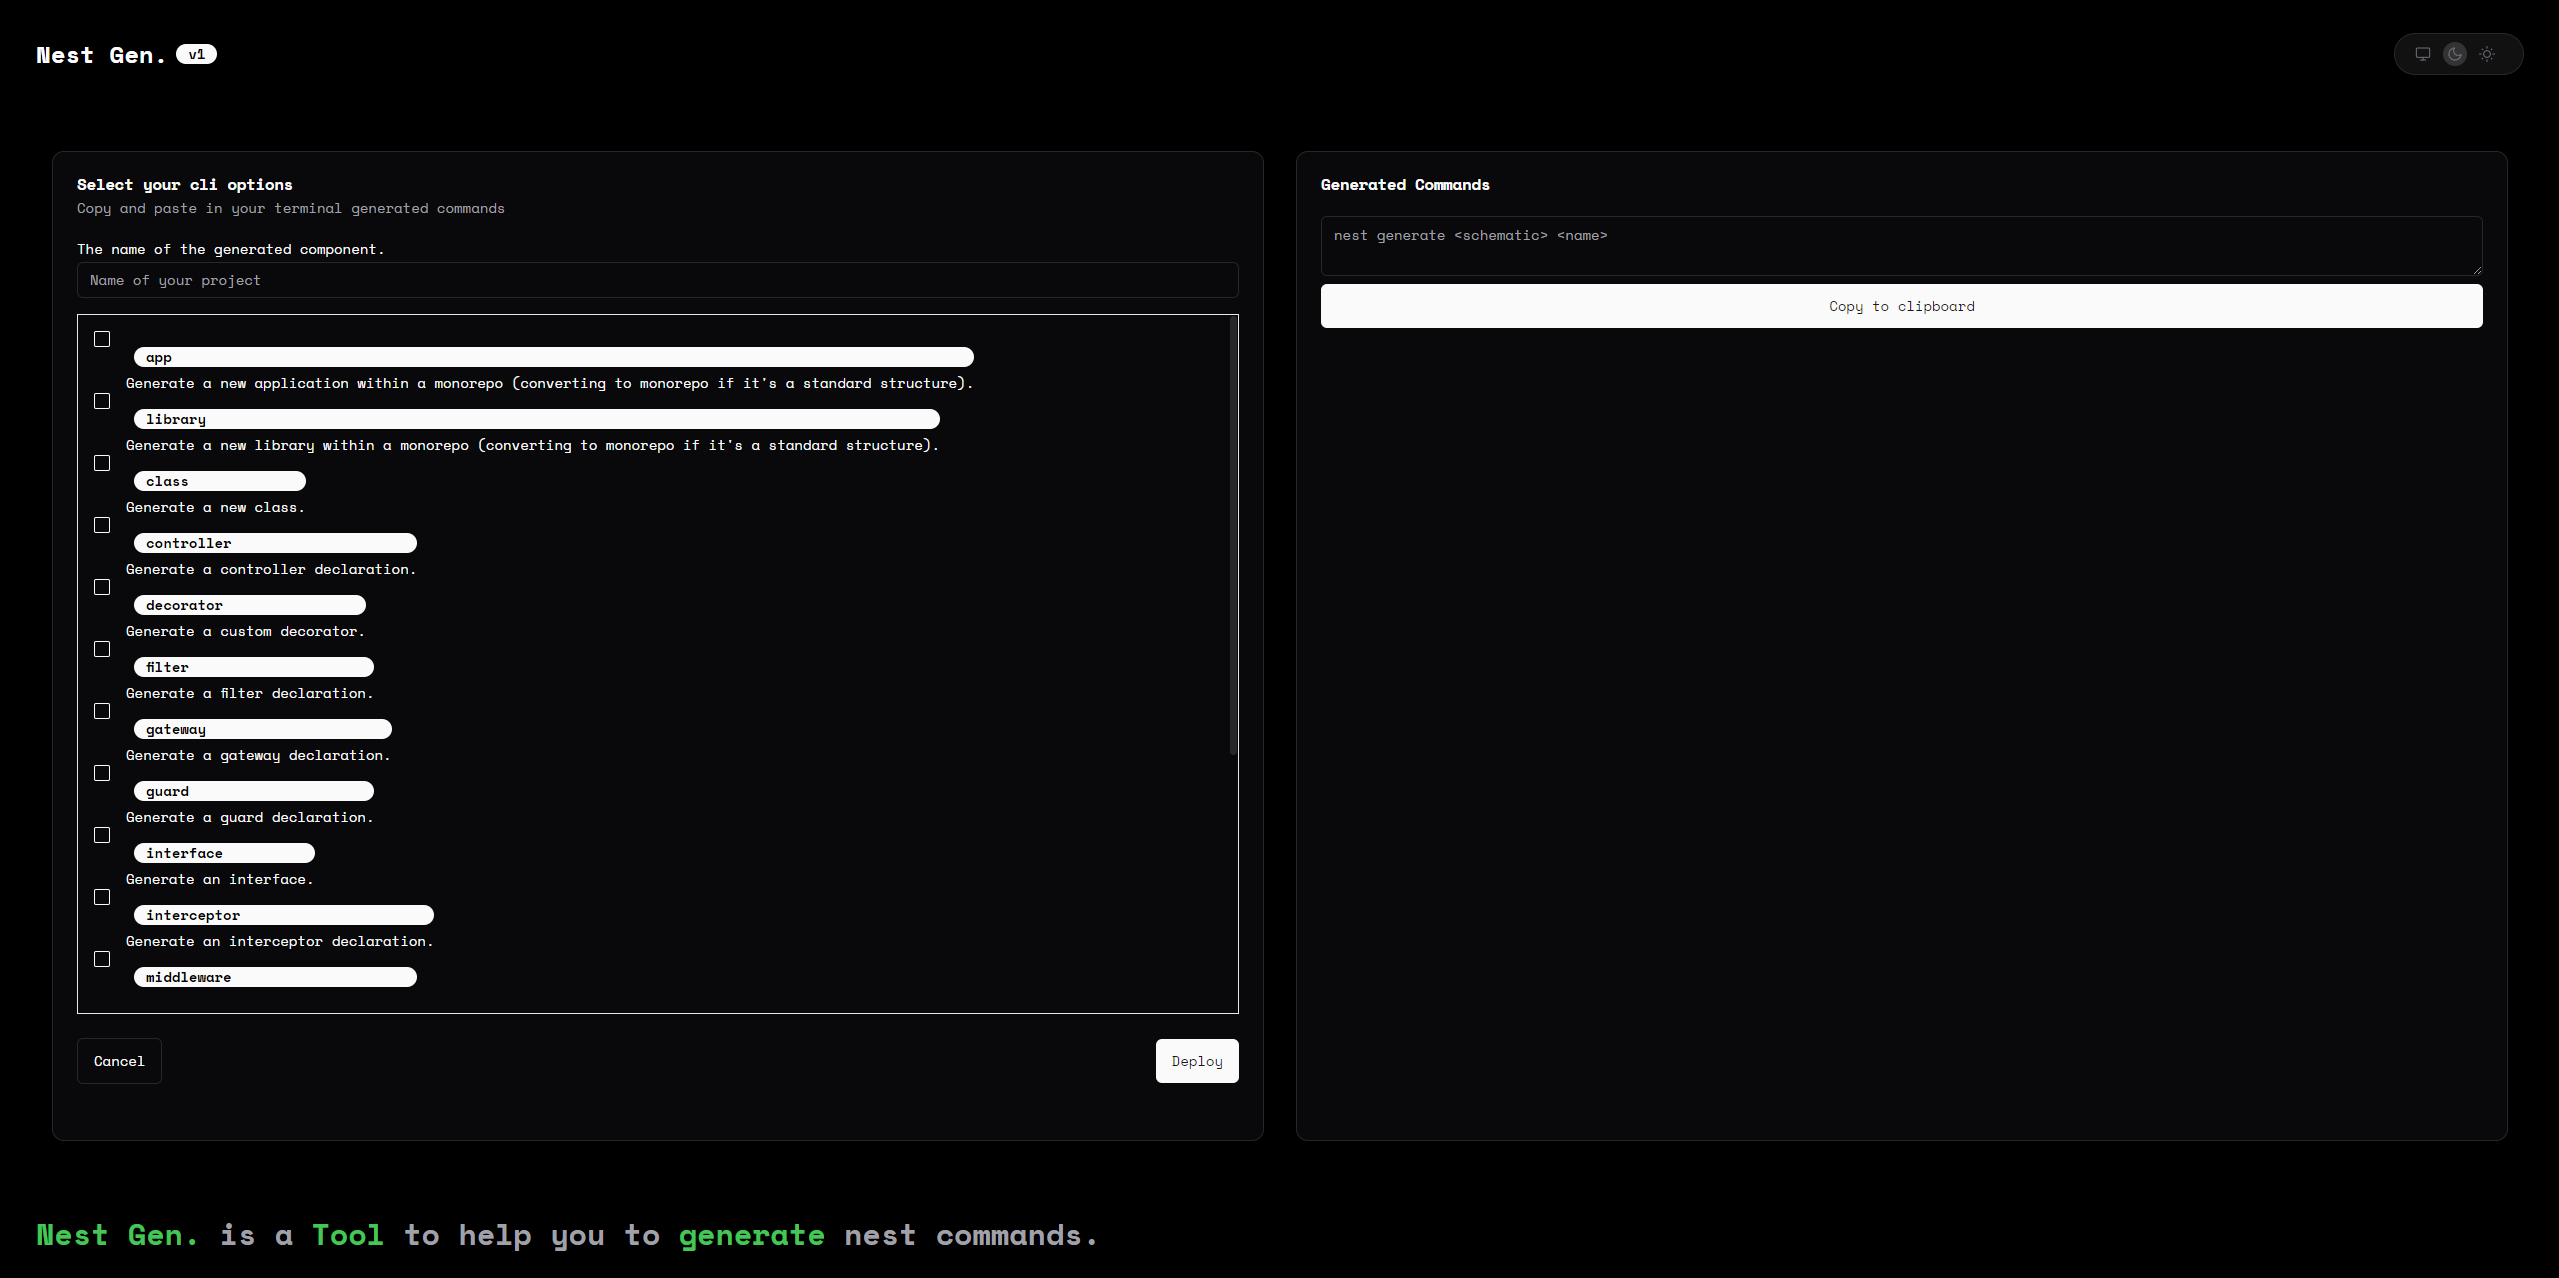 Nest Gen. v1
Select your cli options
Copy and paste in your terminal generated commands
The name of the generated component.
Name of your project
app
Generate a new application within a monorepo (converting to monorepo if it's a standard structure).
library
Generate a new library within a monorepo (converting to monorepo if it's a standard structure).
class
Generate a new class.
controller
Generate a controller declaration.
decorator
Generate a custom decorator.
filter
Generate a filter declaration.
gateway
Generate a gateway declaration.
guard
Generate a guard declaration.
interface
Generate an interface.
interceptor
Generate an interceptor declaration.
middleware
Cancel
Deploy
Generated Commands
nest generate <schematic> <name>
Copy to clipboard
Nest Gen. is a Tool to help you to generate nest commands.